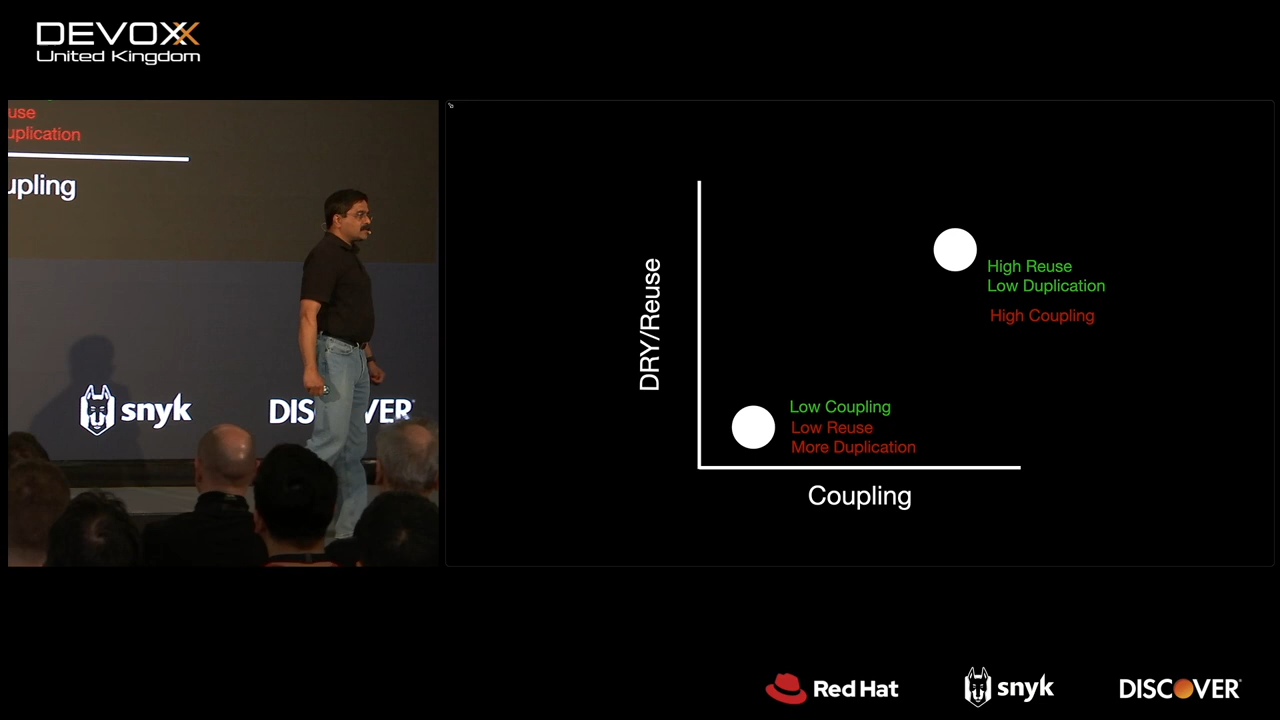 DEVOXX
United Kingdom
use
uplication
upling
snyk
DISCOVER
DRY/Reuse
High Reuse
Low Duplication
High Coupling
Low Coupling
Low Reuse
More Duplication
Coupling
Red Hat
snyk
DISCOVER